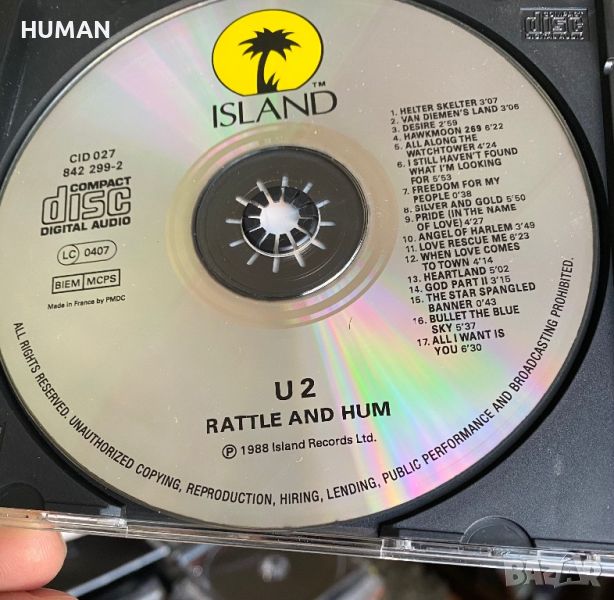 HUMAN
COMPACT
disc
DIGITAL AUDIO
ISLAND™
CID 027
842 299-2
COMPACT
disc
DIGITAL AUDIO
LC 0407
BIEM MCPS
Made in France by PMDC
1. HELTER SKELTER 3'07
2. VAN DIEMEN'S LAND 3'06
3. DESIRE 2'59
4. HAWKMOON 269 6'22
5. ALL ALONG THE
WATCHTOWER 4'24
6. I STILL HAVEN'T FOUND
WHAT I'M LOOKING
FOR 5'53
7. FREEDOM FOR MY
PEOPLE 0'38
8. SILVER AND GOLD 5'50
9. PRIDE (IN THE NAME
OF LOVE) 4'27
10. ANGEL OF HARLEM 3'49
11. LOVE RESCUE ME 6'23
12. WHEN LOVE COMES
TO TOWN 4'14
13. HEARTLAND 5'02
14. GOD PART II 3'15
15. THE STAR SPANGLED
BANNER 0'43
16. BULLET THE BLUE
SKY 5'37
17. ALL I WANT IS
YOU 6'30
U2
RATTLE AND HUM
Ⓟ 1988 Island Records Ltd.
ALL RIGHTS RESERVED. UNAUTHORIZED COPYING, REPRODUCTION, HIRING, LENDING, PUBLIC PERFORMANCE AND BROADCASTING PROHIBITED.
bazar